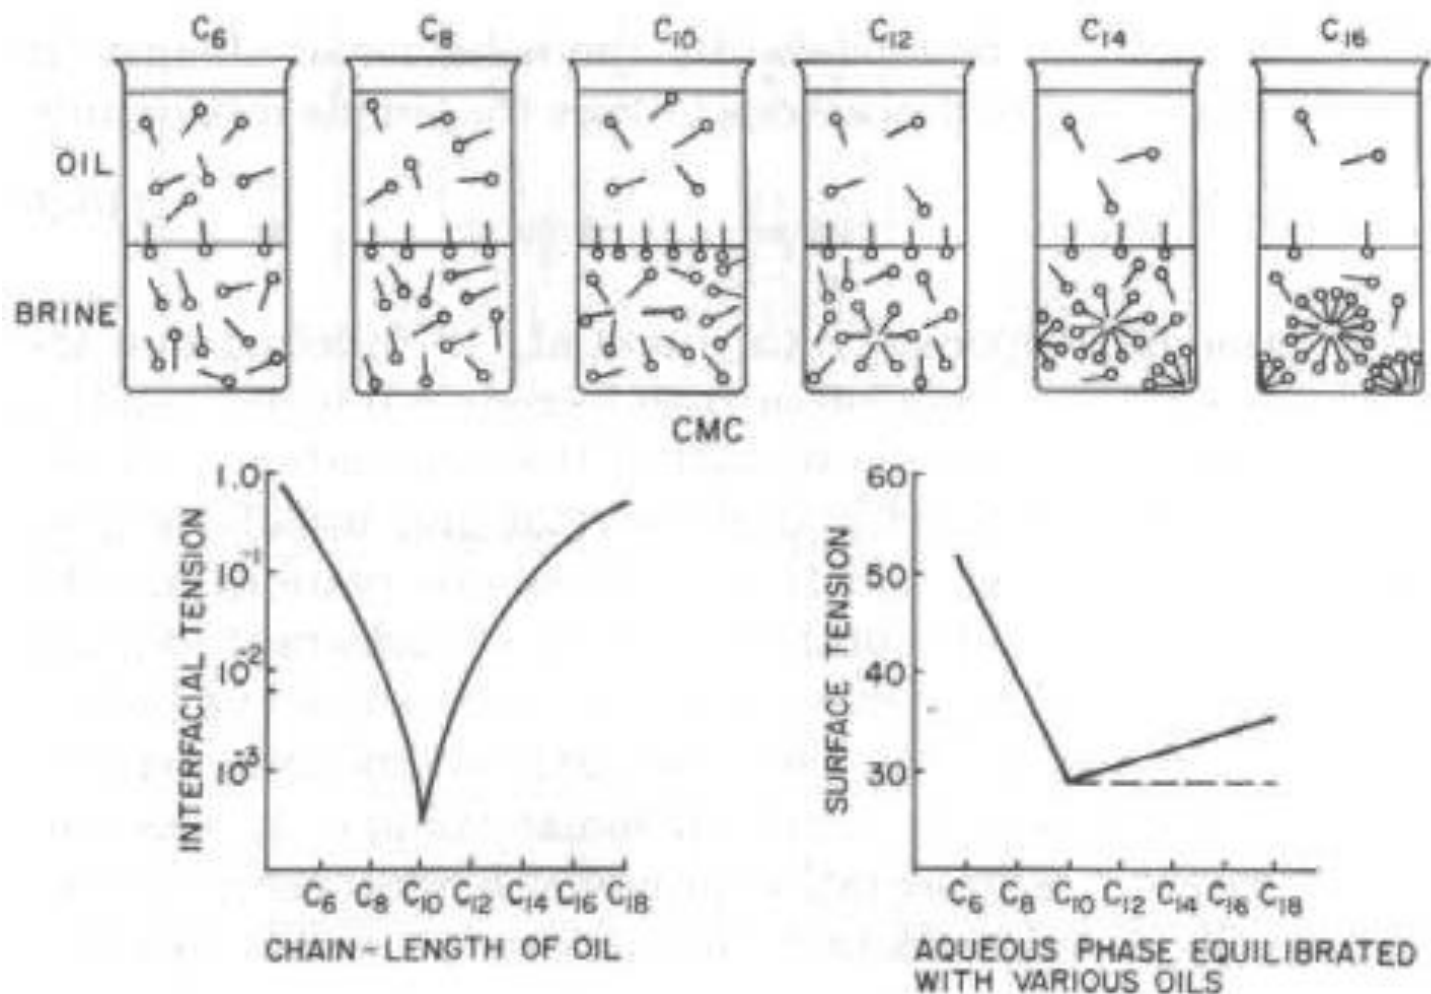 C6 C8 C10 C12 C14 C16
OIL
BRINE
CMC
INTERFACIAL TENSION
1.0
10-1
10-2
10-3
C6 C8 C10 C12 C14 C16 C18
CHAIN-LENGTH OF OIL
SURFACE TENSION
60
50
40
30
C6 C8 C10 C12 C14 C16 C18
AQUEOUS PHASE EQUILIBRATED
WITH VARIOUS OILS